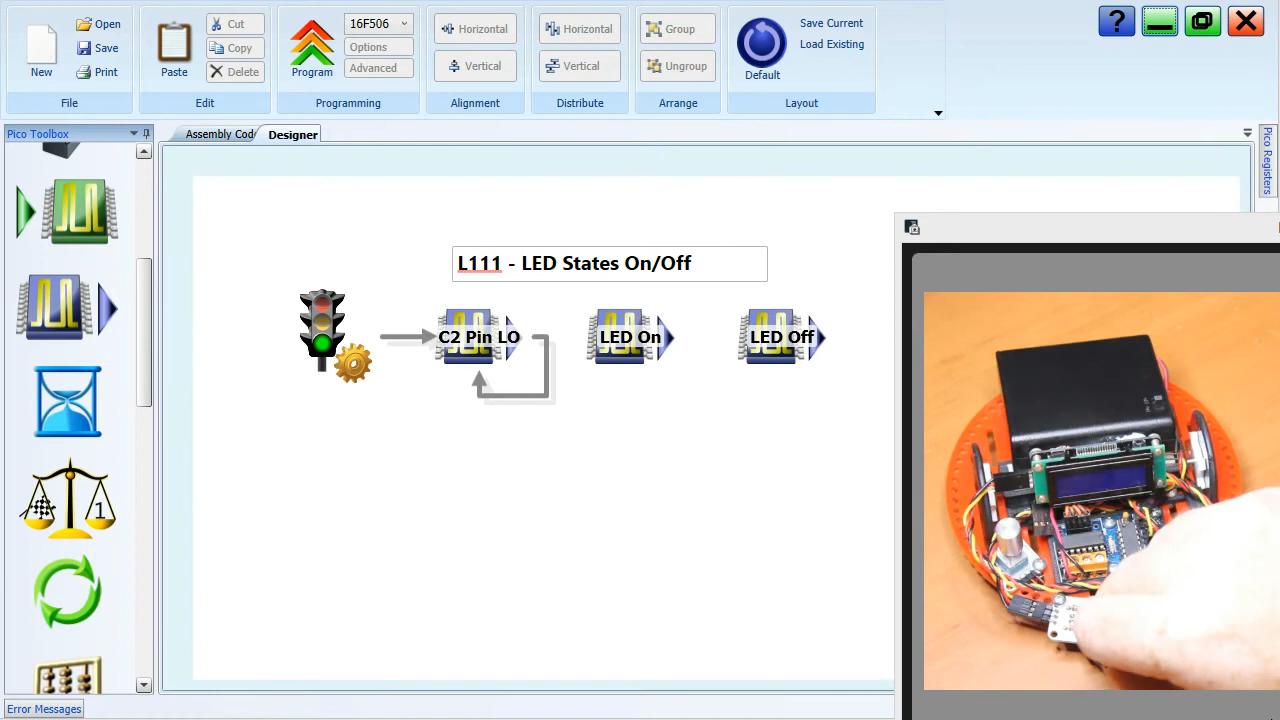 Open
Save
Print
New
File
Paste
Cut
Copy
Delete
Edit
Program
16F506
Options
Advanced
Programming
Horizontal
Vertical
Alignment
Horizontal
Vertical
Distribute
Group
Ungroup
Arrange
Default
Save Current
Load Existing
Layout
?
Pico Toolbox
Assembly Cod
Designer
Pico Registers
L111 - LED States On/Off
C2 Pin LO
LED On
LED Off
1
Error Messages